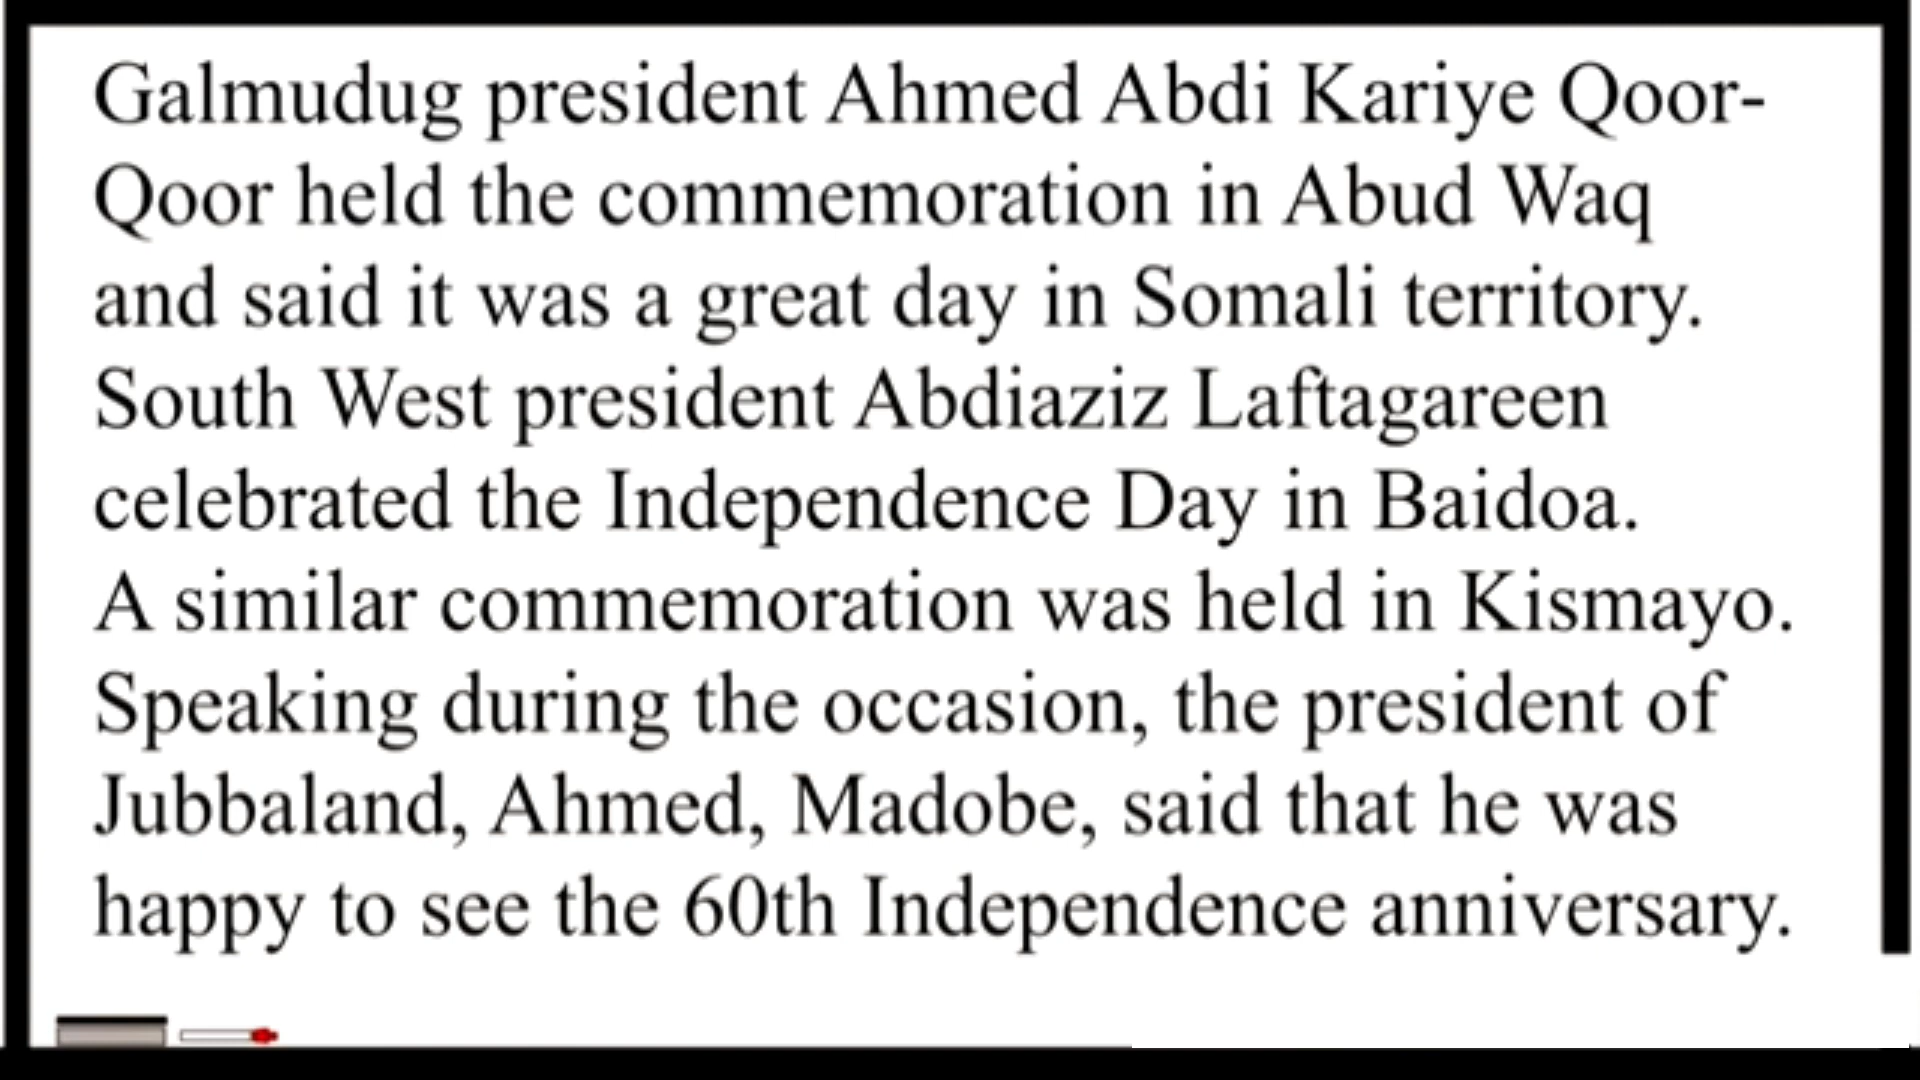 Galmudug president Ahmed Abdi Kariye Qoor-
Qoor held the commemoration in Abud Waq
and said it was a great day in Somali territory.
South West president Abdiaziz Laftagareen
celebrated the Independence Day in Baidoa.
A similar commemoration was held in Kismayo.
Speaking during the occasion, the president of
Jubbaland, Ahmed, Madobe, said that he was
happy to see the 60th Independence anniversary.